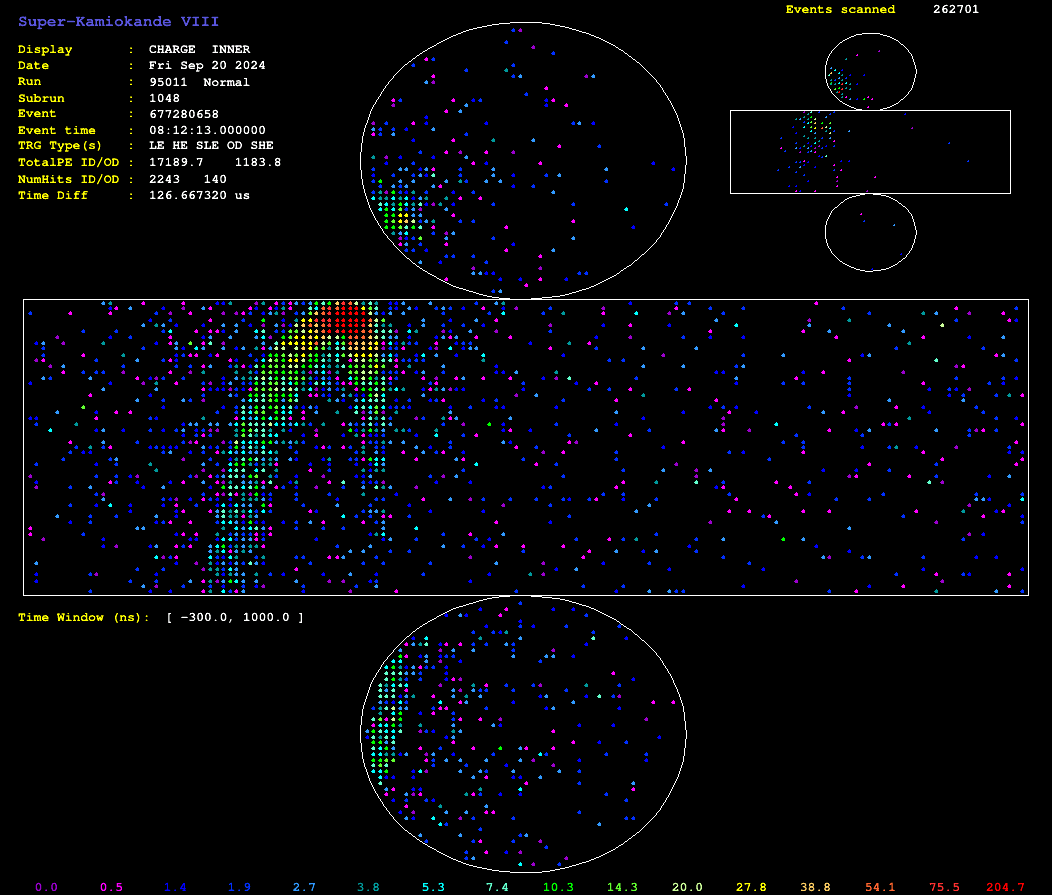 Super-Kamiokande VIII
Events scanned 262701
Display : CHARGE INNER
Date : Fri Sep 20 2024
Run : 95011 Normal
Subrun : 1048
Event : 677280658
Event time : 08:12:13.000000
TRG Type(s) : LE HE SLE OD SHE
TotalPE ID/OD : 17189.7 1183.8
NumHits ID/OD : 2243 140
Time Diff : 126.667320 us
Time Window (ns): [ -300.0, 1000.0 ]
0.0 0.5 1.4 1.9 2.7 3.8 5.3 7.4 10.3 14.3 20.0 27.8 38.8 54.1 75.5 204.7